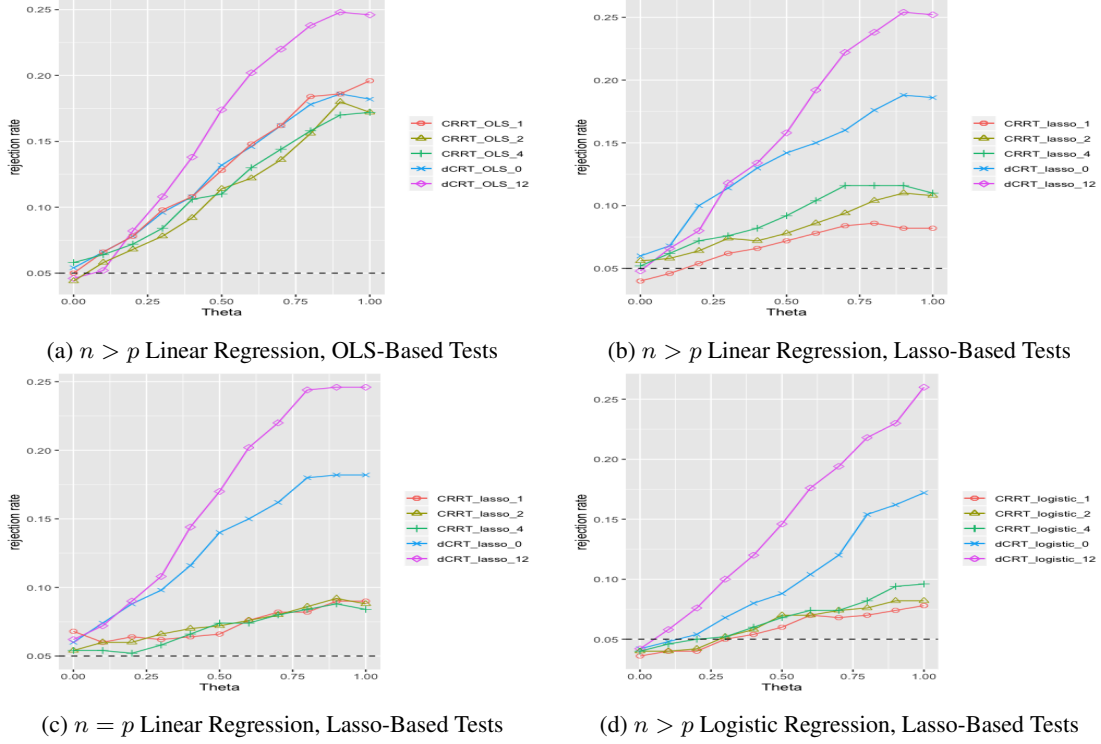 0.25
0.20
0.15
0.10
0.05
rejection rate
0.00 0.25 0.50 0.75 1.00
Theta
CRRT_OLS_1
CRRT_OLS_2
CRRT_OLS_4
dCRT_OLS_0
dCRT_OLS_12
(a) n > p Linear Regression, OLS-Based Tests
0.25
0.20
0.15
0.10
0.05
rejection rate
0.00 0.25 0.50 0.75 1.00
Theta
CRRT_lasso_1
CRRT_lasso_2
CRRT_lasso_4
dCRT_lasso_0
dCRT_lasso_12
(b) n > p Linear Regression, Lasso-Based Tests
0.25
0.20
0.15
0.10
0.05
rejection rate
0.00 0.25 0.50 0.75 1.00
Theta
CRRT_lasso_1
CRRT_lasso_2
CRRT_lasso_4
dCRT_lasso_0
dCRT_lasso_12
(c) n = p Linear Regression, Lasso-Based Tests
0.25
0.20
0.15
0.10
0.05
rejection rate
0.00 0.25 0.50 0.75 1.00
Theta
CRRT_logistic_1
CRRT_logistic_2
CRRT_logistic_4
dCRT_logistic_0
dCRT_logistic_12
(d) n > p Logistic Regression, Lasso-Based Tests